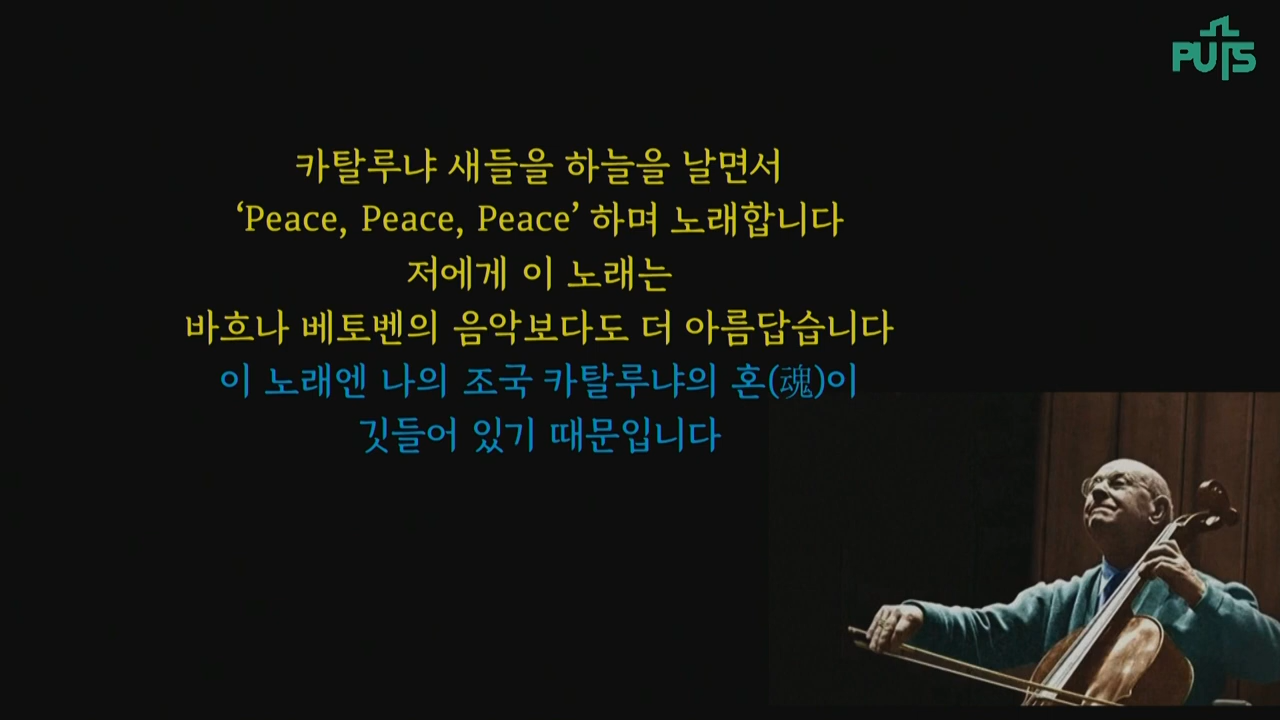 PUTS
카탈루냐 새들을 하늘을 날면서
‘Peace, Peace, Peace’ 하며 노래합니다
저에게 이 노래는
바흐나 베토벤의 음악보다도 더 아름답습니다
이 노래엔 나의 조국 카탈루냐의 혼(魂)이
깃들어 있기 때문입니다